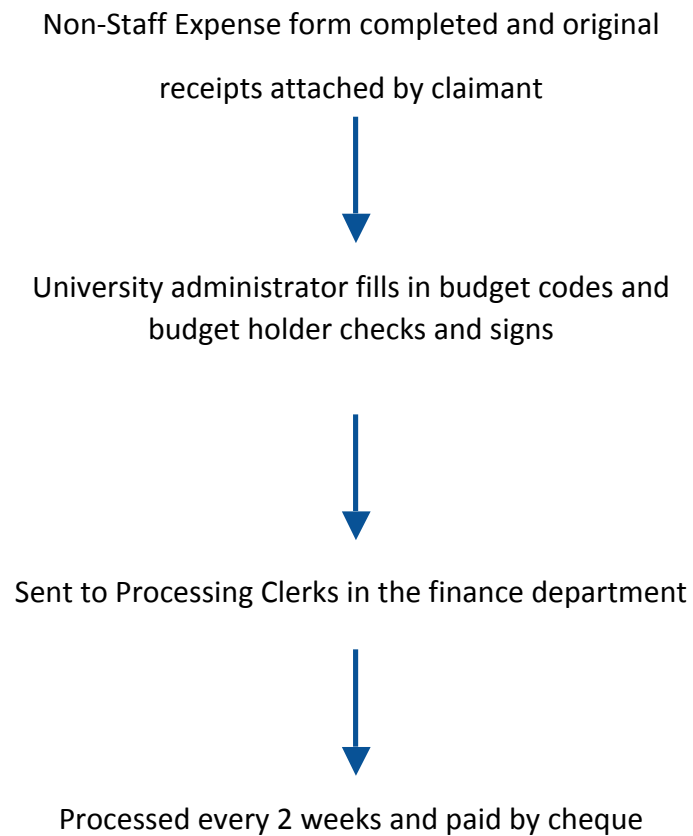 Non-Staff Expense form completed and original
receipts attached by claimant
University administrator fills in budget codes and
budget holder checks and signs
Sent to Processing Clerks in the finance department
Processed every 2 weeks and paid by cheque